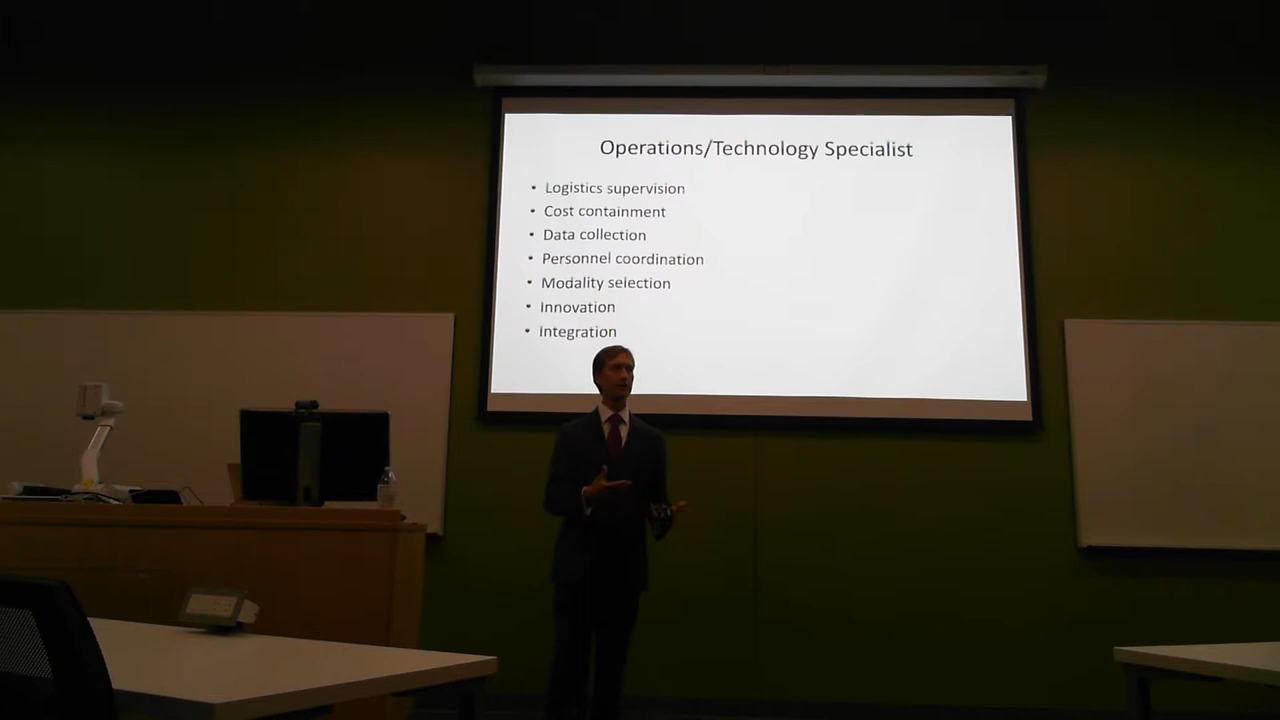 Operations/Technology Specialist
• Logistics supervision
• Cost containment
• Data collection
• Personnel coordination
• Modality selection
• Innovation
• Integration